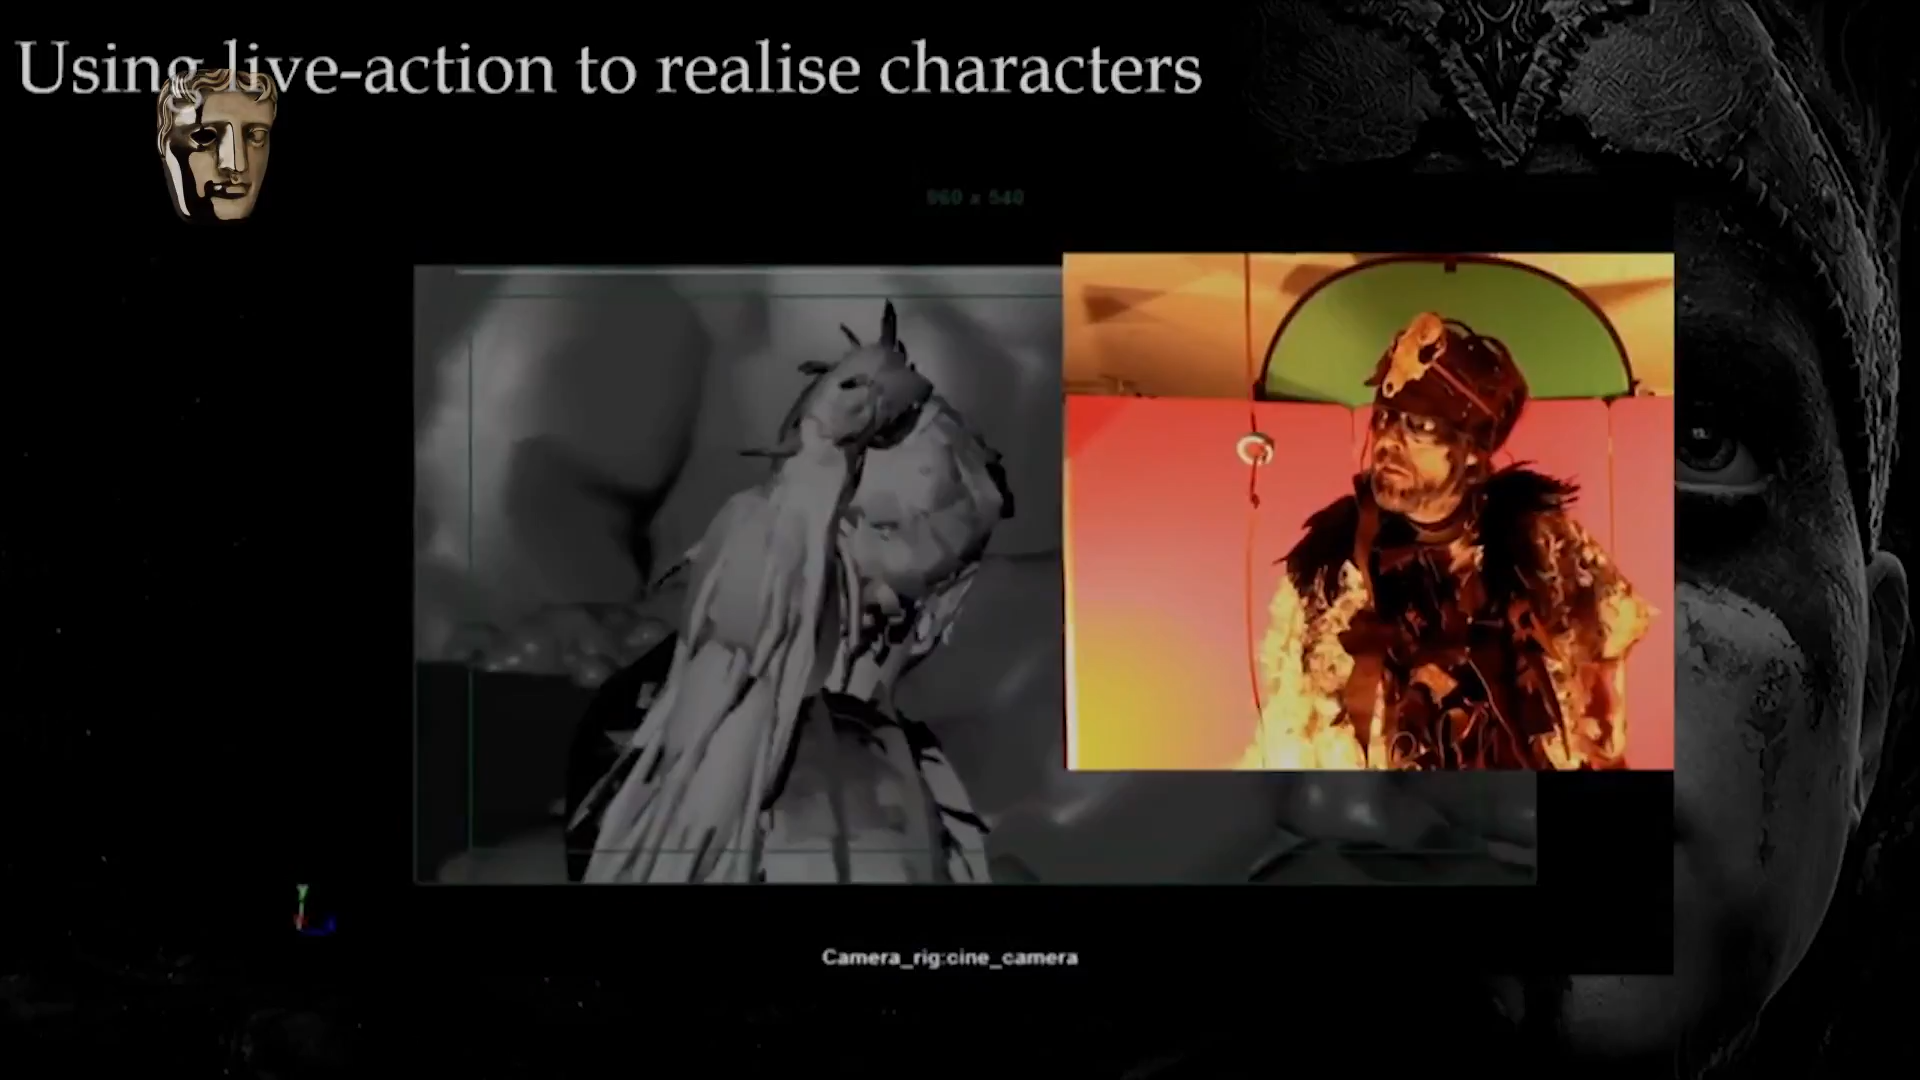 Using live-action to realise characters
960 x 540
Camera_rig:cine_camera
Y